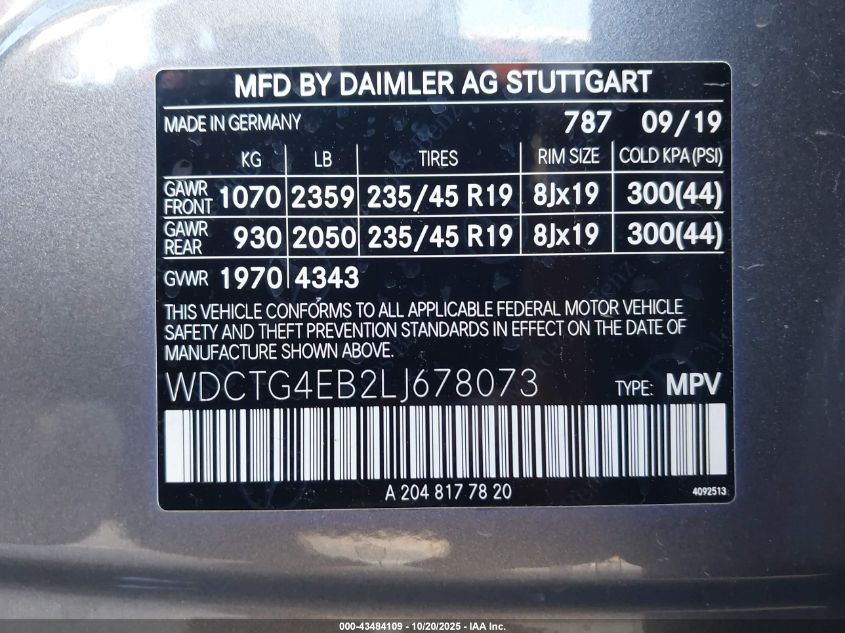 MFD BY DAIMLER AG STUTTGART
MADE IN GERMANY 787 09/19
KG LB TIRES RIM SIZE COLD KPA (PSI)
GAWR FRONT 1070 2359 235/45 R19 8Jx19 300(44)
GAWR REAR 930 2050 235/45 R19 8Jx19 300(44)
GVWR 1970 4343
THIS VEHICLE CONFORMS TO ALL APPLICABLE FEDERAL MOTOR VEHICLE
SAFETY AND THEFT PREVENTION STANDARDS IN EFFECT ON THE DATE OF
MANUFACTURE SHOWN ABOVE.
WDCTG4EB2LJ678073 TYPE: MPV
A 204 817 78 20 4092513
000-43484109 - 10/20/2025 - IAA Inc.